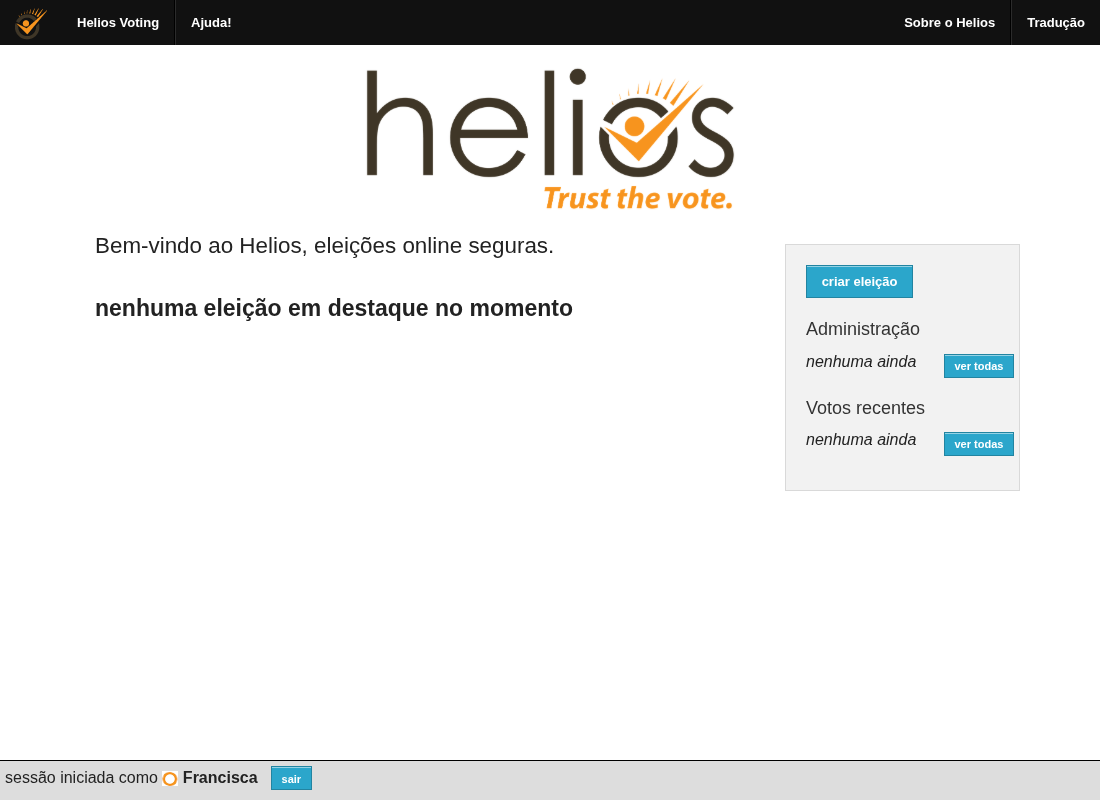 Helios Voting
Ajuda!
Sobre o Helios
Tradução
helios
Trust the vote.
Bem-vindo ao Helios, eleições online seguras.
nenhuma eleição em destaque no momento
criar eleição
Administração
nenhuma ainda
ver todas
Votos recentes
nenhuma ainda
ver todas
sessão iniciada como Francisca sair